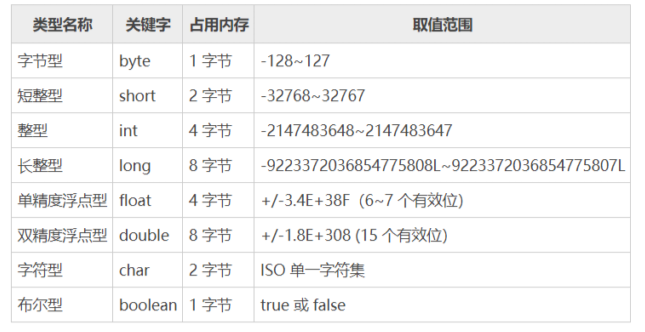 类型名称 关键字 占用内存 取值范围
字节型 byte 1 字节 -128~127
短整型 short 2 字节 -32768~32767
整型 int 4 字节 -2147483648~2147483647
长整型 long 8 字节 -9223372036854775808L~9223372036854775807L
单精度浮点型 float 4 字节 +/-3.4E+38F（6~7 个有效位)
双精度浮点型 double 8 字节 +/-1.8E+308 (15 个有效位)
字符型 char 2 字节 ISO 单一字符集
布尔型 boolean 1 字节 true 或 false